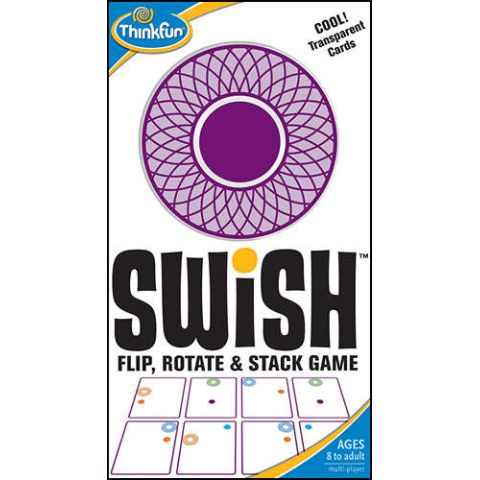 ThinkFun®
COOL!
Transparent
Cards
SWiSH™
FLIP, ROTATE & STACK GAME
AGES
8 to adult
multi-player